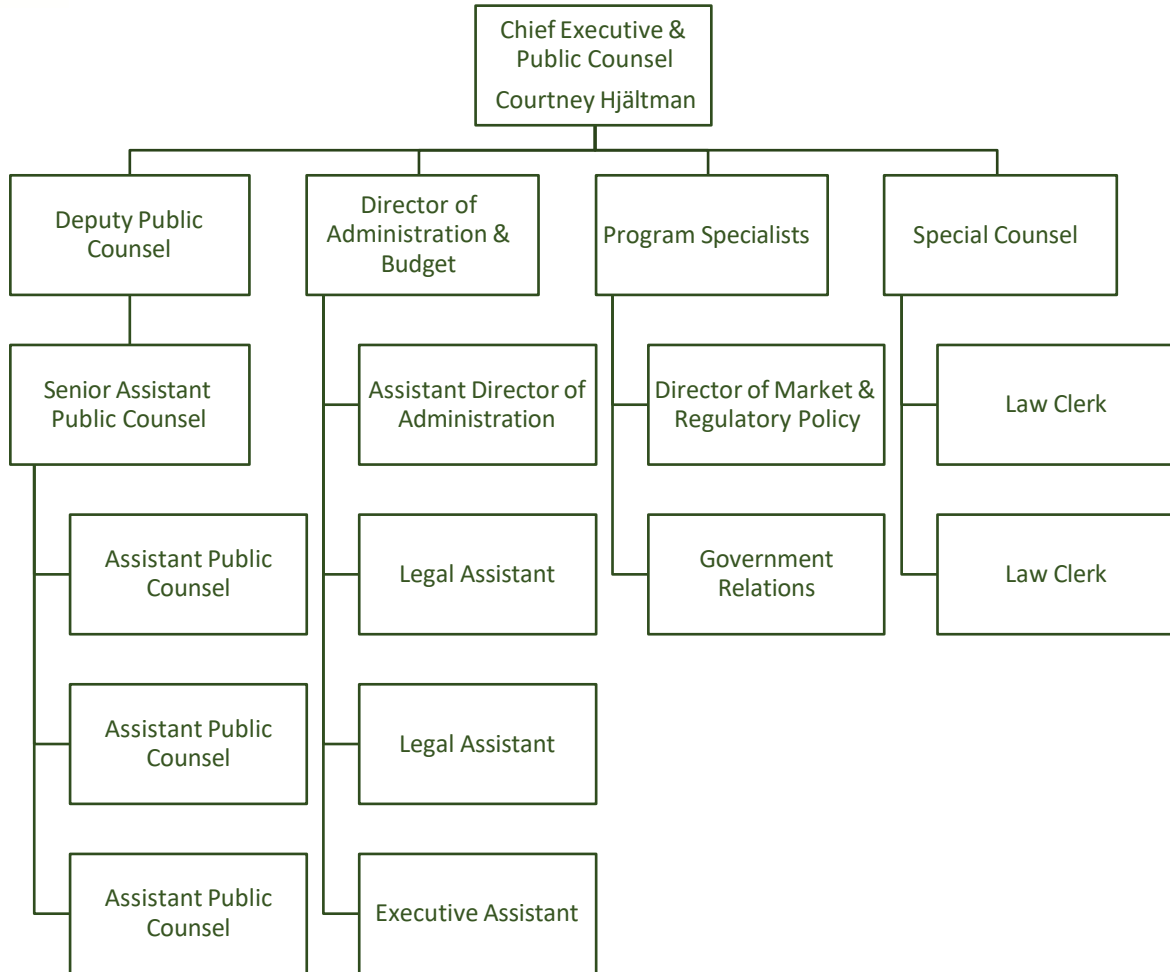 Chief Executive &
Public Counsel
Courtney Hjältman
Deputy Public
Counsel
Director of
Administration &
Budget
Program Specialists
Special Counsel
Senior Assistant
Public Counsel
Assistant Director of
Administration
Director of Market &
Regulatory Policy
Law Clerk
Assistant Public
Counsel
Legal Assistant
Government
Relations
Law Clerk
Assistant Public
Counsel
Legal Assistant
Assistant Public
Counsel
Executive Assistant